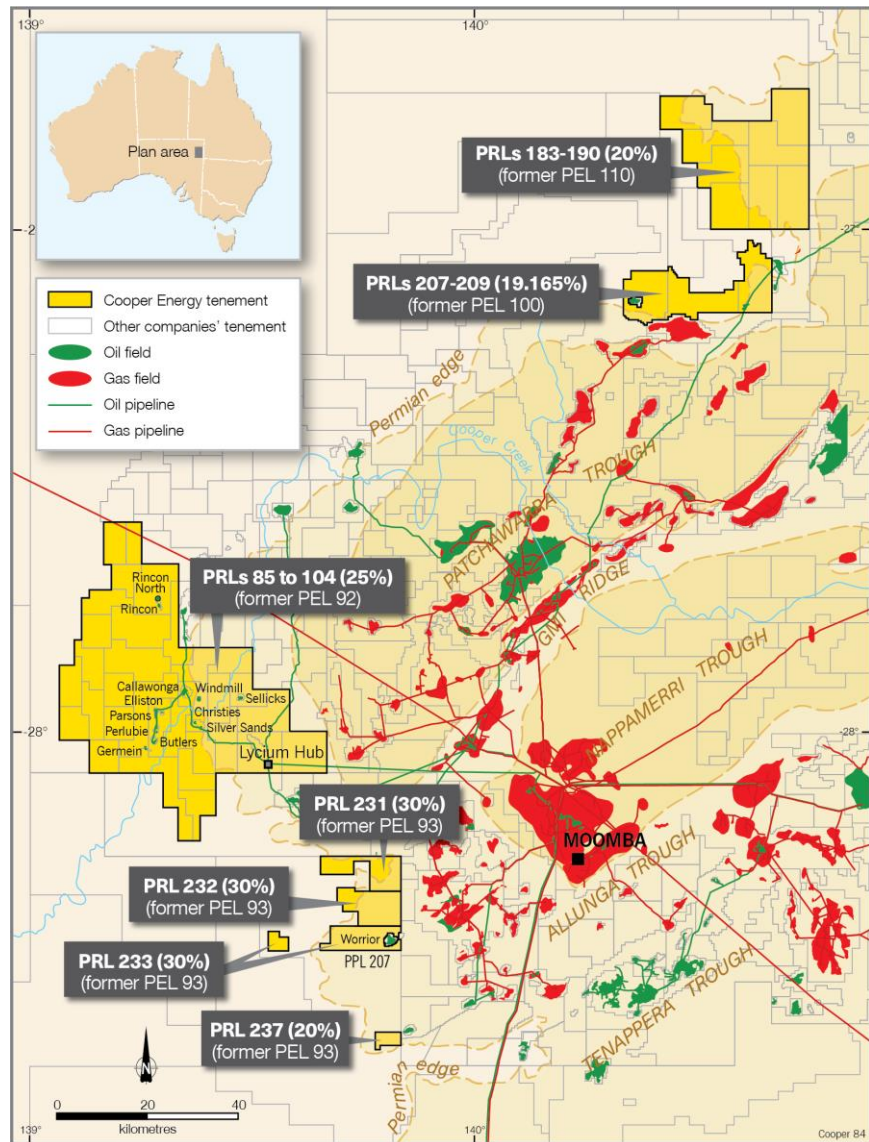 139°
140°
Plan area
PRLs 183-190 (20%)
(former PEL 110)
-27°
PRLs 207-209 (19.165%)
(former PEL 100)
Cooper Energy tenement
Other companies' tenement
Oil field
Gas field
Oil pipeline
Gas pipeline
Permian edge
Cooper Creek
PATCHAWARRA TROUGH
GMI RIDGE
NAPPAMERRI TROUGH
PRLs 85 to 104 (25%)
(former PEL 92)
Rincon
North
Rincon
Callawonga
Windmill
Elliston
Sellicks
Parsons
Christies
Perlubie
Silver Sands
Germein
Butlers
Lycium Hub
-28°
PRL 231 (30%)
(former PEL 93)
MOOMBA
ALLUNGA TROUGH
PRL 232 (30%)
(former PEL 93)
Worrior
PPL 207
PRL 233 (30%)
(former PEL 93)
TENAPPERA TROUGH
PRL 237 (20%)
(former PEL 93)
Permian edge
N
0 20 40
kilometres
139°
140°
Cooper 84